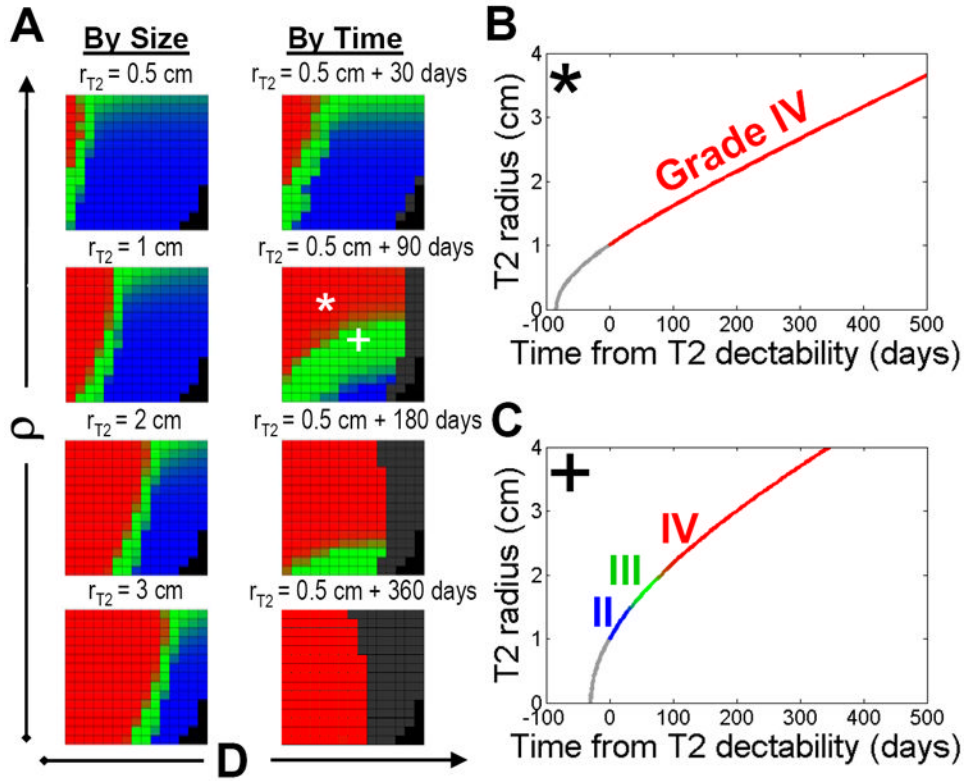 A
By Size
By Time
r_T2 = 0.5 cm
r_T2 = 0.5 cm + 30 days
r_T2 = 1 cm
r_T2 = 0.5 cm + 90 days
*
+
r_T2 = 2 cm
r_T2 = 0.5 cm + 180 days
r_T2 = 3 cm
r_T2 = 0.5 cm + 360 days
ρ
D
B
*
Grade IV
T2 radius (cm)
4
3
2
1
0
-100 0 100 200 300 400 500
Time from T2 dectability (days)
C
+
II
III
IV
T2 radius (cm)
4
3
2
1
0
-100 0 100 200 300 400 500
Time from T2 dectability (days)